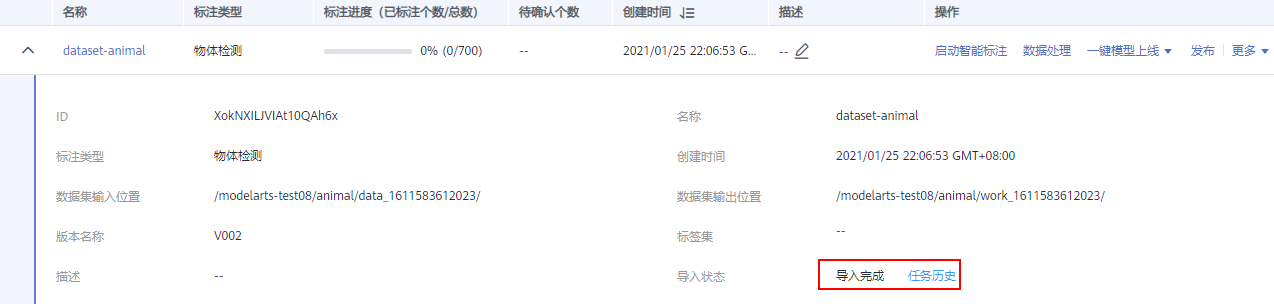 名称 标注类型 标注进度（已标注个数/总数） 待确认个数 创建时间 描述 操作
dataset-animal 物体检测 0% (0/700) -- 2021/01/25 22:06:53 G... -- 启动智能标注 数据处理 一键模型上线 发布 更多
ID XokNXILJVIAt10QAh6x 名称 dataset-animal
标注类型 物体检测 创建时间 2021/01/25 22:06:53 GMT+08:00
数据集输入位置 /modelarts-test08/animal/data_1611583612023/ 数据集输出位置 /modelarts-test08/animal/work_1611583612023/
版本名称 V002 标签集 --
描述 -- 导入状态 导入完成 任务历史